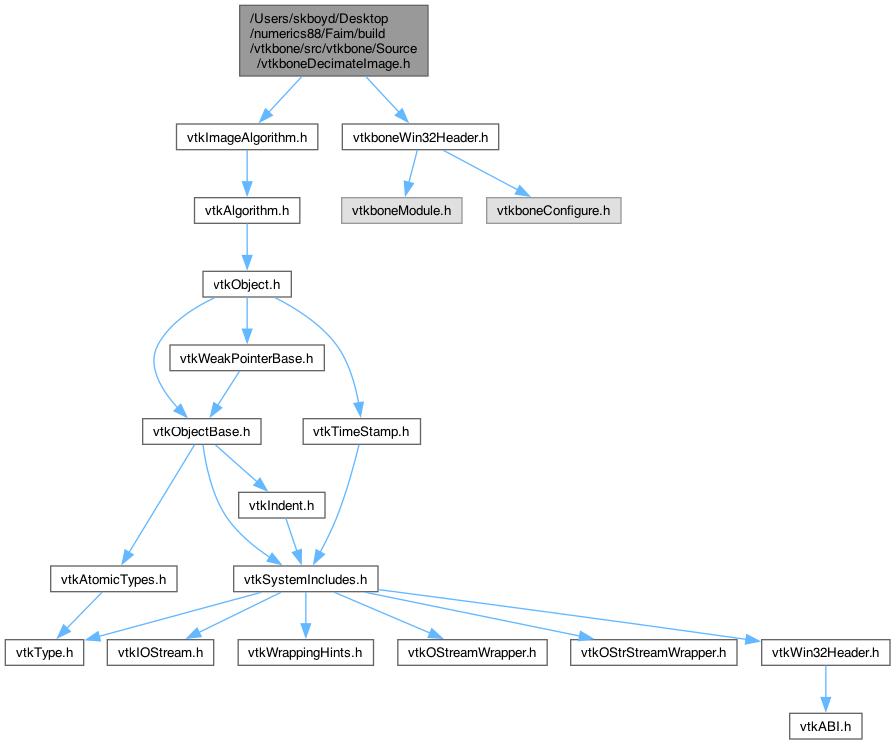 /Users/skboyd/Desktop
/numerics88/Faim/build
/vtkbone/src/vtkbone/Source
/vtkboneDecimateImage.h
vtkImageAlgorithm.h
vtkboneWin32Header.h
vtkAlgorithm.h
vtkboneModule.h
vtkboneConfigure.h
vtkObject.h
vtkWeakPointerBase.h
vtkObjectBase.h
vtkTimeStamp.h
vtkIndent.h
vtkAtomicTypes.h
vtkSystemIncludes.h
vtkType.h
vtkIOStream.h
vtkWrappingHints.h
vtkOStreamWrapper.h
vtkOStrStreamWrapper.h
vtkWin32Header.h
vtkABI.h